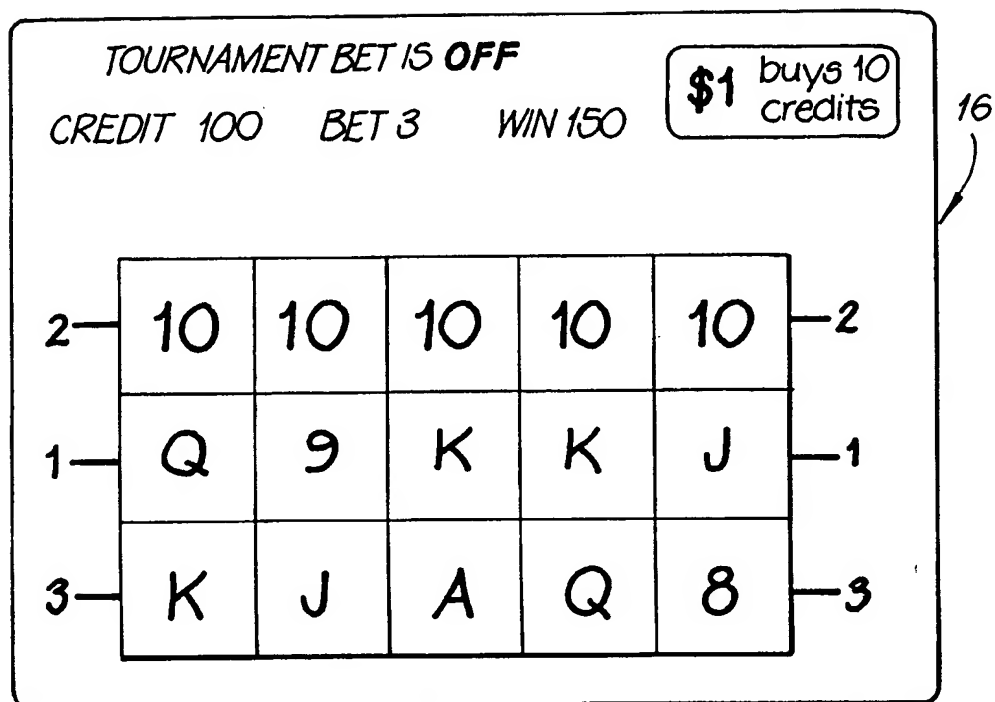 TOURNAMENT BET IS OFF
$1 buys 10 credits
CREDIT 100 BET 3 WIN 150
16
2 10 10 10 10 10 2
1 Q 9 K K J 1
3 K J A Q 8 3